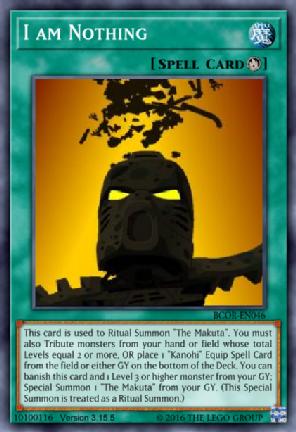 I am Nothing
[Spell Card]
BCOR-EN046
This card is used to Ritual Summon "The Makuta". You must
also Tribute monsters from your hand or field whose total
Levels equal 2 or more, OR place 1 "Kanohi" Equip Spell Card
from the field or either GY on the bottom of the Deck. You can
banish this card and 1 Level 3 or higher monster from your GY;
Special Summon 1 "The Makuta" from your GY. (This Special
Summon is treated as a Ritual Summon.)
10100116 Version 3.15.5 ©2016 THE LEGO GROUP